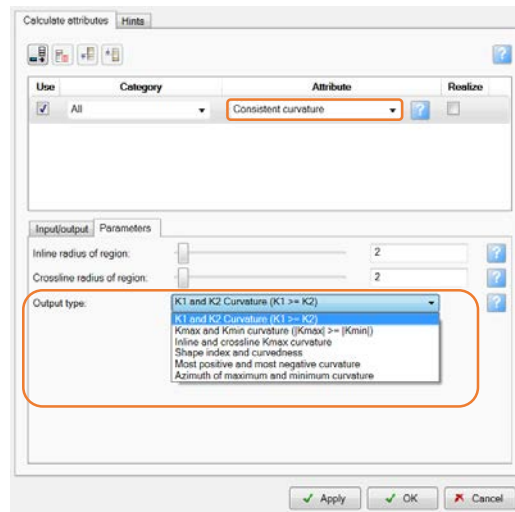 Calculate attributes Hints
Use Category Attribute Realize
All Consistent curvature
Input/output Parameters
Inline radius of region: 2
Crossline radius of region: 2
Output type: K1 and K2 Curvature (K1 >= K2)
K1 and K2 Curvature (K1 >= K2)
Kmax and Kmin curvature (|Kmax| >= |Kmin|)
Inline and crossline Kmax curvature
Shape index and curvedness
Most positive and most negative curvature
Azimuth of maximum and minimum curvature
Apply OK Cancel